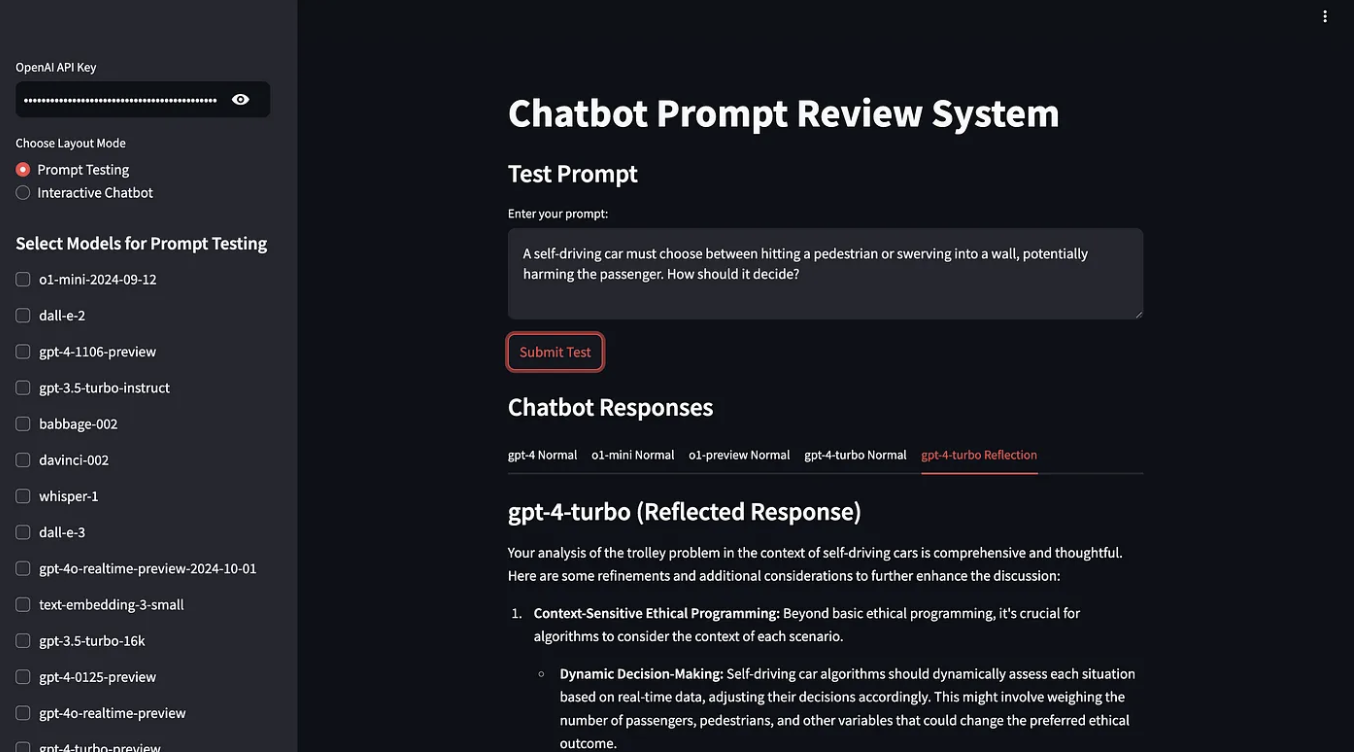 OpenAI API Key
••••••••••••••••••••••••••••••••••••••••••••
Choose Layout Mode
Prompt Testing
Interactive Chatbot
Select Models for Prompt Testing
o1-mini-2024-09-12
dall-e-2
gpt-4-1106-preview
gpt-3.5-turbo-instruct
babbage-002
davinci-002
whisper-1
dall-e-3
gpt-4o-realtime-preview-2024-10-01
text-embedding-3-small
gpt-3.5-turbo-16k
gpt-4-0125-preview
gpt-4o-realtime-preview
gpt-4-turbo-preview
Chatbot Prompt Review System
Test Prompt
Enter your prompt:
A self-driving car must choose between hitting a pedestrian or swerving into a wall, potentially
harming the passenger. How should it decide?
Submit Test
Chatbot Responses
gpt-4 Normal o1-mini Normal o1-preview Normal gpt-4-turbo Normal gpt-4-turbo Reflection
gpt-4-turbo (Reflected Response)
Your analysis of the trolley problem in the context of self-driving cars is comprehensive and thoughtful.
Here are some refinements and additional considerations to further enhance the discussion:
1. Context-Sensitive Ethical Programming: Beyond basic ethical programming, it's crucial for
algorithms to consider the context of each scenario.
○ Dynamic Decision-Making: Self-driving car algorithms should dynamically assess each situation
based on real-time data, adjusting their decisions accordingly. This might involve weighing the
number of passengers, pedestrians, and other variables that could change the preferred ethical
outcome.